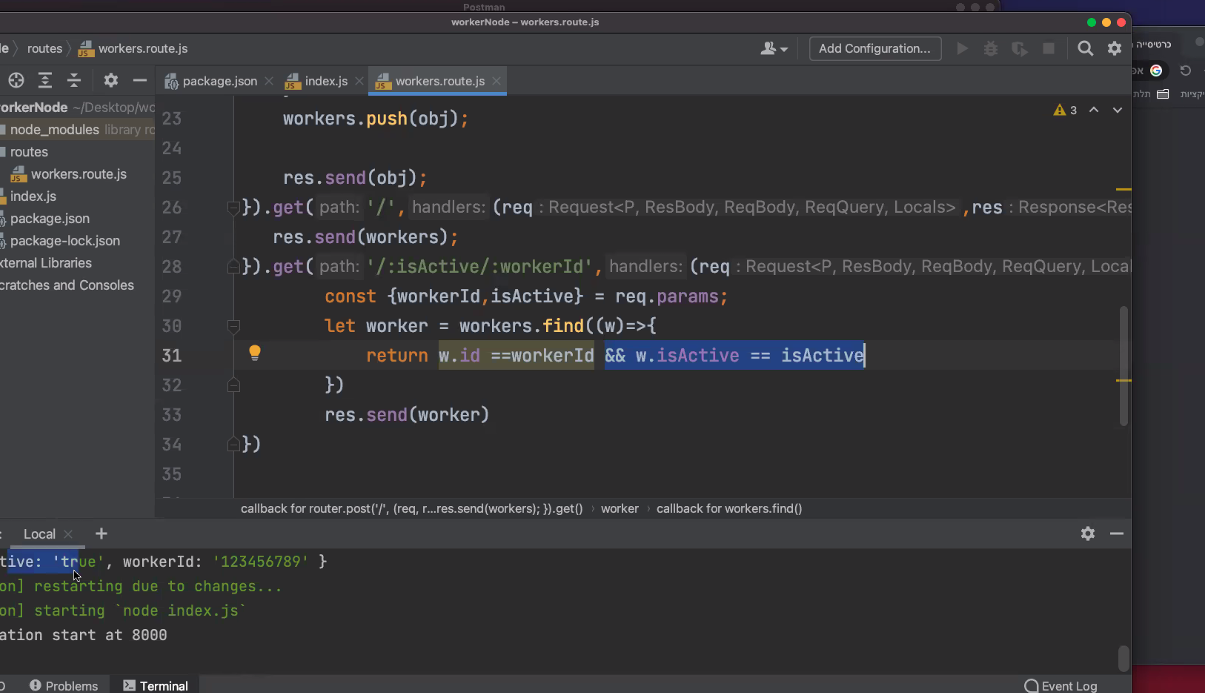 Postman
workerNode – workers.route.js
routes
workers.route.js
Add Configuration...
כרטיסייה
package.json
index.js
workers.route.js
workerNode ~/Desktop/wo
node_modules library ro
routes
workers.route.js
index.js
package.json
package-lock.json
xternal Libraries
cratches and Consoles
3
23 workers.push(obj);
24
25 res.send(obj);
26 }).get( path: '/', handlers: (req : Request<P, ResBody, ReqBody, ReqQuery, Locals> ,res : Response<Res
27 res.send(workers);
28 }).get( path: '/:isActive/:workerId', handlers: (req : Request<P, ResBody, ReqBody, ReqQuery, Local
29 const {workerId,isActive} = req.params;
30 let worker = workers.find((w)=>{
31 return w.id ==workerId && w.isActive == isActive
32 })
33 res.send(worker)
34 })
35
callback for router.post('/', (req, r...res.send(workers); }).get() › worker › callback for workers.find()
Local
tive: 'true', workerId: '123456789' }
on] restarting due to changes...
on] starting `node index.js`
ation start at 8000
Problems
Terminal
Event Log